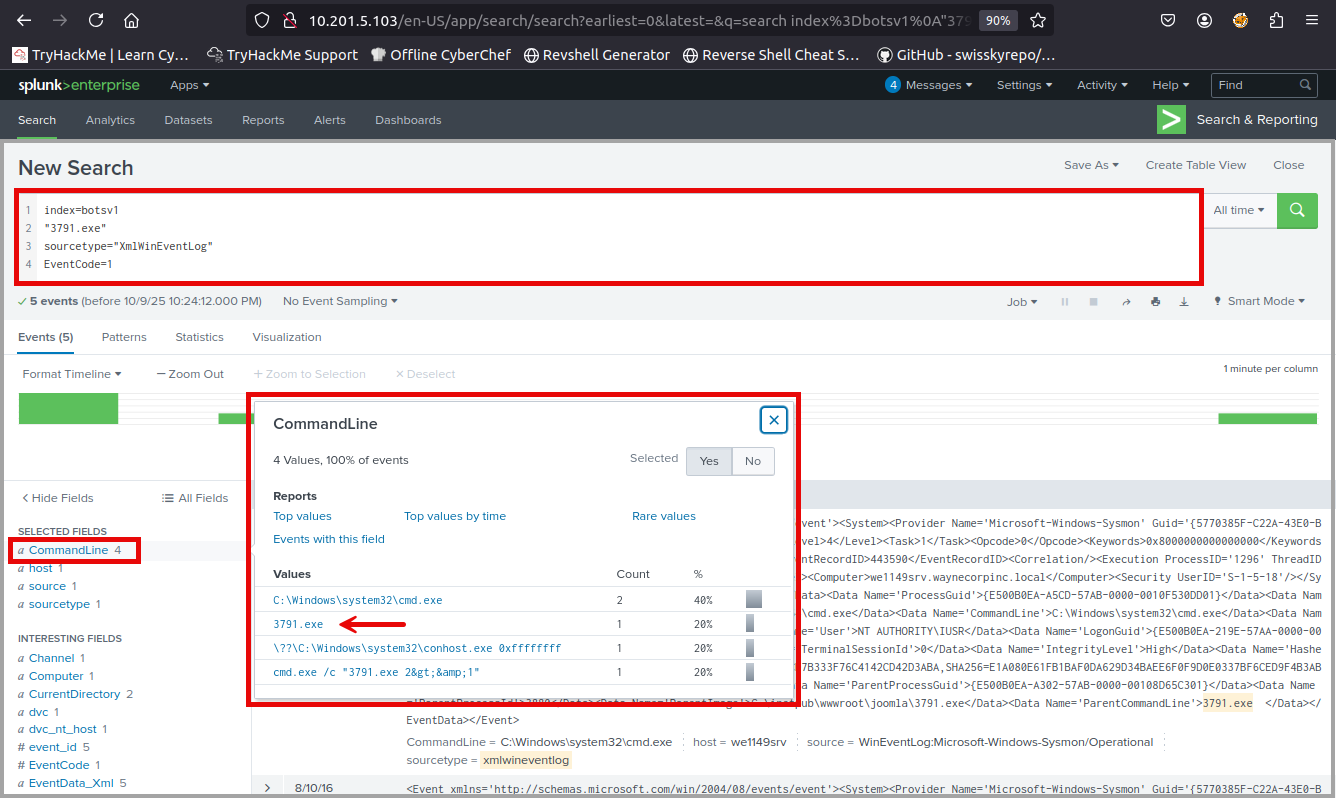 10.201.5.103/en-US/app/search/search?earliest=0&latest=&q=search index%3Dbotsv1%0A"379 90%
TryHackMe | Learn Cy… TryHackMe Support Offline CyberChef Revshell Generator Reverse Shell Cheat S… GitHub - swisskyrepo/…
splunk>enterprise Apps 4 Messages Settings Activity Help Find
Search Analytics Datasets Reports Alerts Dashboards > Search & Reporting
New Search Save As Create Table View Close
1 index=botsv1
2 "3791.exe"
3 sourcetype="XmlWinEventLog"
4 EventCode=1
All time
✓ 5 events (before 10/9/25 10:24:12.000 PM) No Event Sampling Job Smart Mode
Events (5) Patterns Statistics Visualization
Format Timeline — Zoom Out + Zoom to Selection × Deselect 1 minute per column
CommandLine ×
4 Values, 100% of events Selected Yes No
Reports
Top values Top values by time Rare values
Events with this field
Values Count %
C:\Windows\system32\cmd.exe 2 40%
3791.exe 1 20%
\??\C:\Windows\system32\conhost.exe 0xffffffff 1 20%
cmd.exe /c "3791.exe 2&gt;&amp;1" 1 20%
< Hide Fields All Fields
SELECTED FIELDS
a CommandLine 4
a host 1
a source 1
a sourcetype 1
INTERESTING FIELDS
a Channel 1
a Computer 1
a CurrentDirectory 2
a dvc 1
a dvc_nt_host 1
# event_id 5
# EventCode 1
a EventData_Xml 5
event'><System><Provider Name='Microsoft-Windows-Sysmon' Guid='{5770385F-C22A-43E0-B
vel>4</Level><Task>1</Task><Opcode>0</Opcode><Keywords>0x8000000000000000</Keywords
ntRecordID>443590</EventRecordID><Correlation/><Execution ProcessID='1296' ThreadID
><Computer>we1149srv.waynecorpinc.local</Computer><Security UserID='S-1-5-18'/></Sy
Data Name='ProcessGuid'>{E500B0EA-A5CD-57AB-0000-0010F530DD01}</Data><Data Nam
\cmd.exe</Data><Data Name='CommandLine'>C:\Windows\system32\cmd.exe</Data><Data Nam
='User'>NT AUTHORITY\IUSR</Data><Data Name='LogonGuid'>{E500B0EA-219E-57AA-0000-00
TerminalSessionId'>0</Data><Data Name='IntegrityLevel'>High</Data><Data Name='Hashe
7B333F76C4142CD42D3ABA,SHA256=E1A080E61FB1BAF0DA629D34BAEE6F0F9D0E0337BF6CED9F4B3AB
a Name='ParentProcessGuid'>{E500B0EA-A302-57AB-0000-00108D65C301}</Data><Data Name
='ParentProcessId'>3880</Data><Data Name='ParentImage'>C:\inetpub\wwwroot\joomla\3791.exe</Data><Data Name='ParentCommandLine'>3791.exe </Data></
EventData></Event>
CommandLine = C:\Windows\system32\cmd.exe host = we1149srv source = WinEventLog:Microsoft-Windows-Sysmon/Operational
sourcetype = xmlwineventlog
> 8/10/16 <Event xmlns='http://schemas.microsoft.com/win/2004/08/events/event'><System><Provider Name='Microsoft-Windows-Sysmon' Guid='{5770385F-C22A-43E0-B